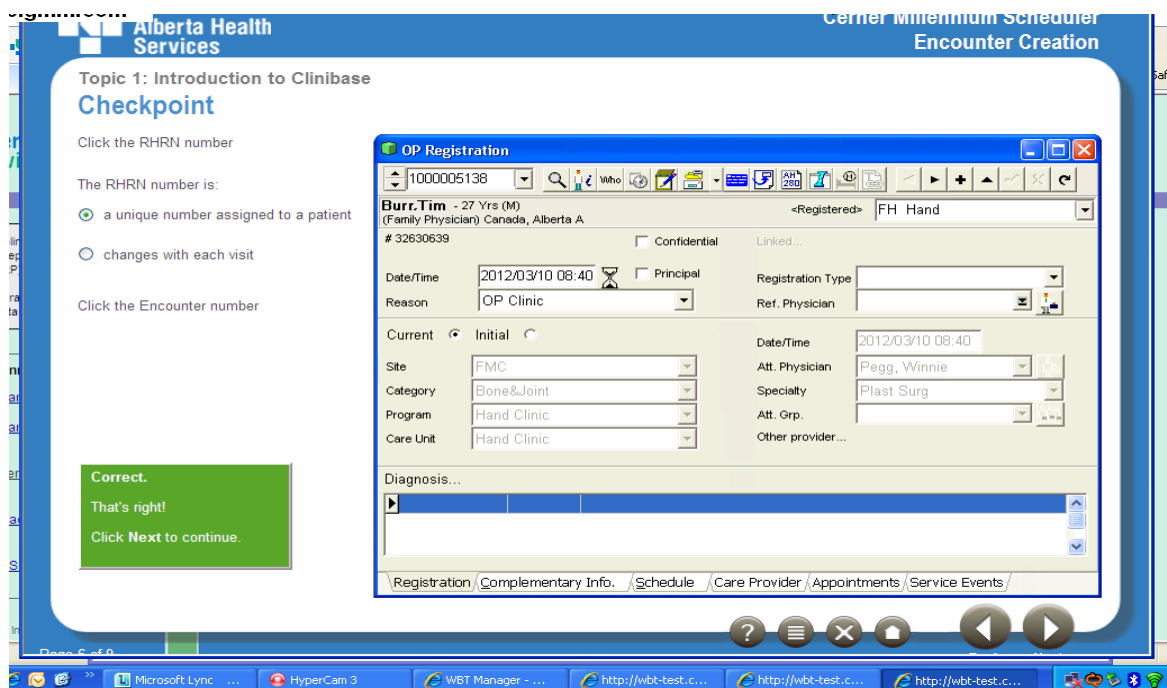 Alberta Health
Services
Cerner Millennium Scheduler
Encounter Creation
Topic 1: Introduction to Clinibase
Checkpoint
Click the RHRN number
The RHRN number is:
a unique number assigned to a patient
changes with each visit
Click the Encounter number
Correct.
That's right!
Click Next to continue.
OP Registration
1000005138
Who
AH
280
Burr,Tim - 27 Yrs (M)
<Registered>
FH Hand
(Family Physician) Canada, Alberta A
# 32630639
Confidential
Linked...
Date/Time
2012/03/10 08:40
Principal
Registration Type
Reason
OP Clinic
Ref. Physician
Current
Initial
Date/Time
2012/03/10 08:40
Site
FMC
Att. Physician
Pegg, Winnie
Category
Bone&Joint
Specialty
Plast Surg
Program
Hand Clinic
Att. Grp.
Care Unit
Hand Clinic
Other provider...
Diagnosis...
Registration
Complementary Info.
Schedule
Care Provider
Appointments
Service Events
Page 6 of 9
Microsoft Lync ...
HyperCam 3
WBT Manager - ...
http://wbt-test.c...
http://wbt-test.c...
http://wbt-test.c...